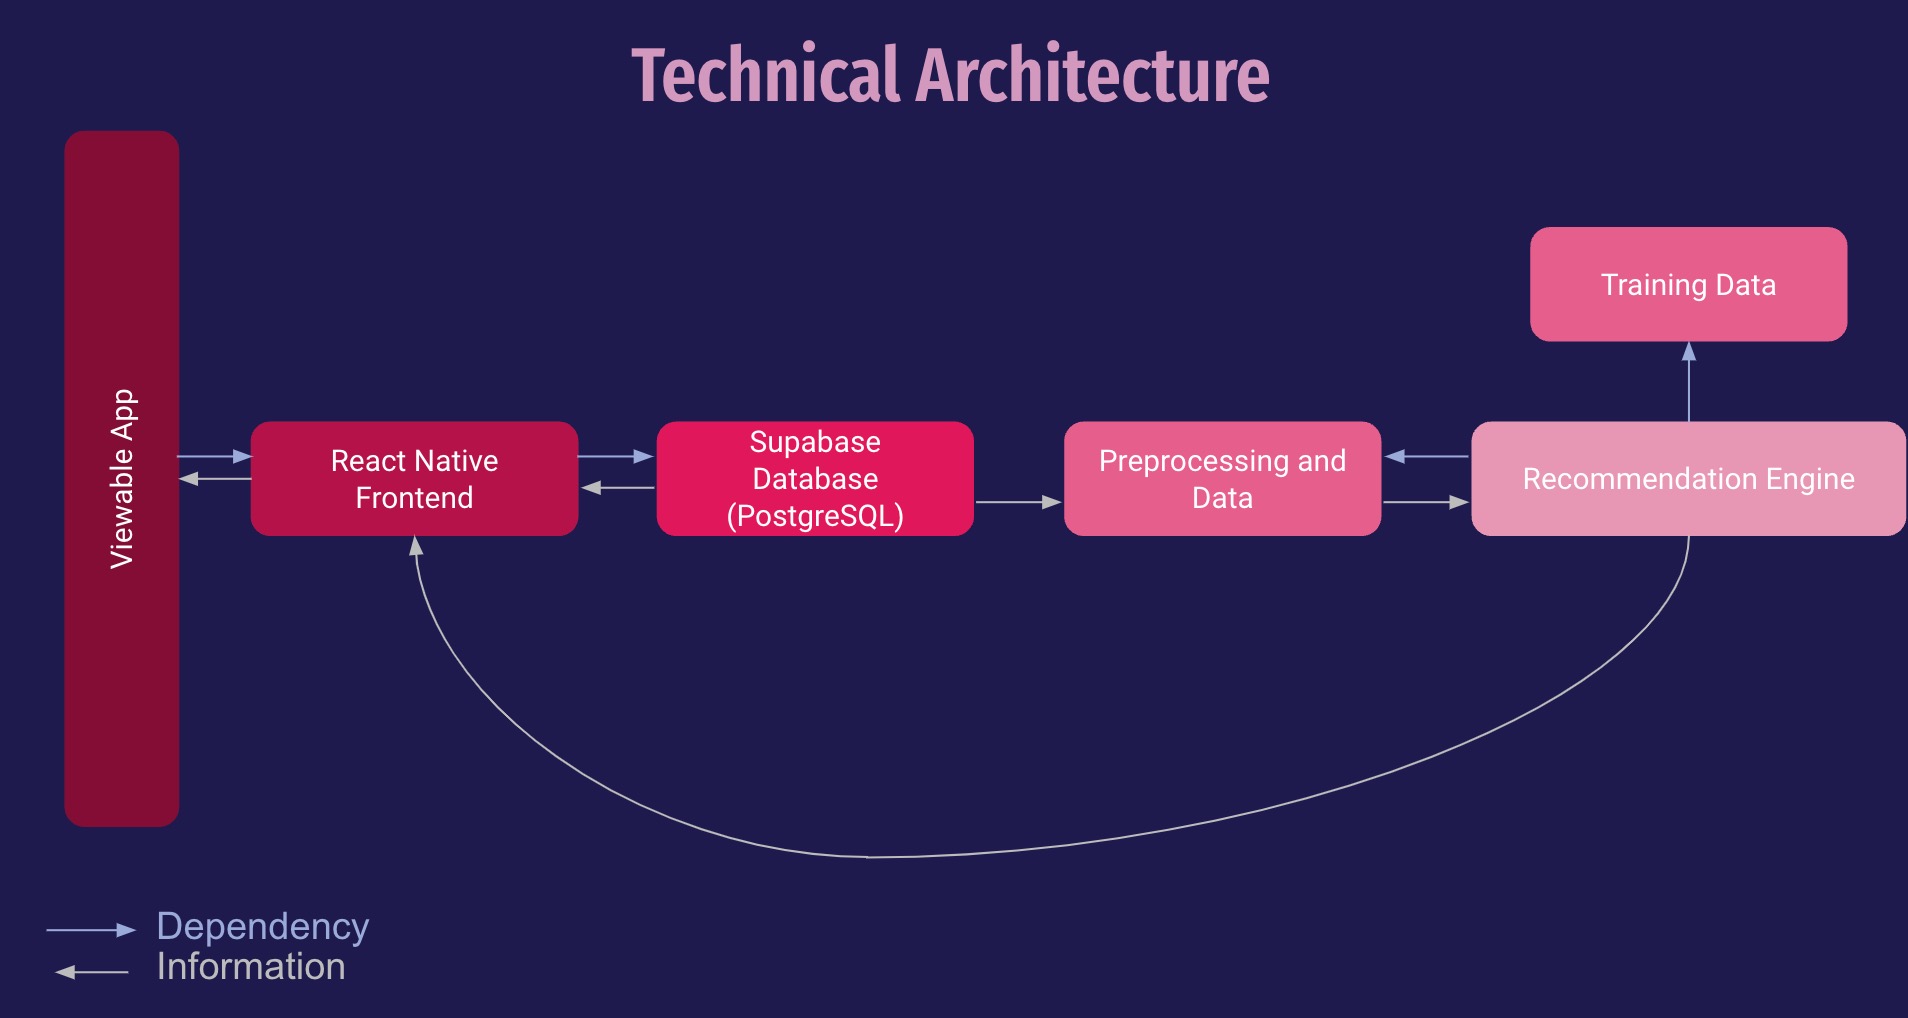 Technical Architecture
Viewable App
React Native
Frontend
Supabase
Database
(PostgreSQL)
Preprocessing and
Data
Training Data
Recommendation Engine
Dependency
Information